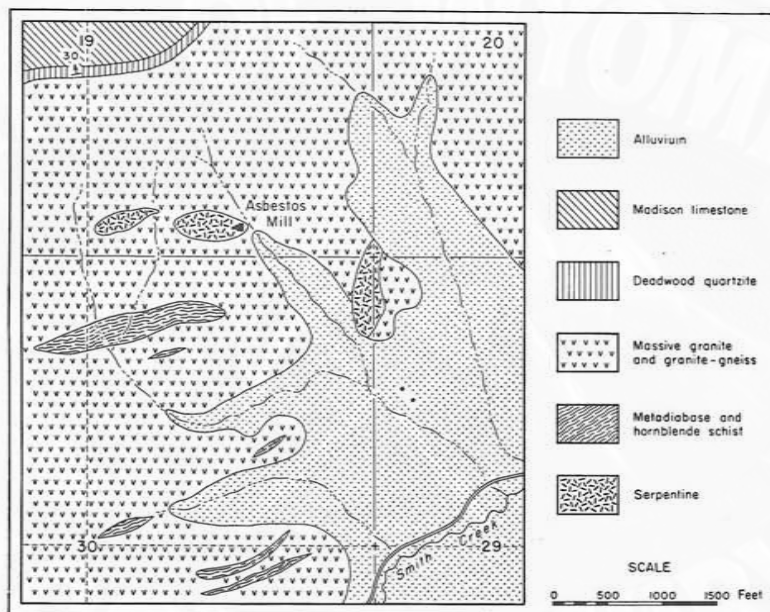 19
20
30
Asbestos
Mill
30
29
Smith Creek
Alluvium
Madison limestone
Deadwood quartzite
Massive granite
and granite-gneiss
Metadiabase and
hornblende schist
Serpentine
SCALE
0 500 1000 1500 Feet